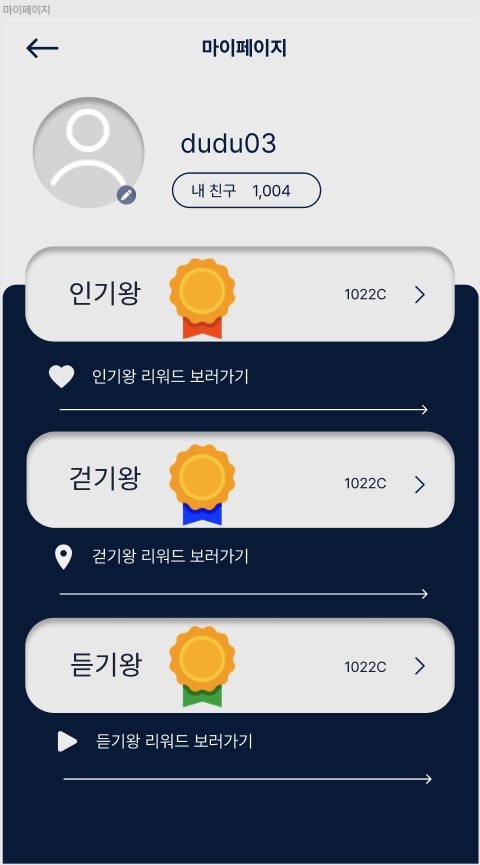 마이페이지
마이페이지
dudu03
내 친구 1,004
인기왕 1022C
인기왕 리워드 보러가기
걷기왕 1022C
걷기왕 리워드 보러가기
듣기왕 1022C
듣기왕 리워드 보러가기